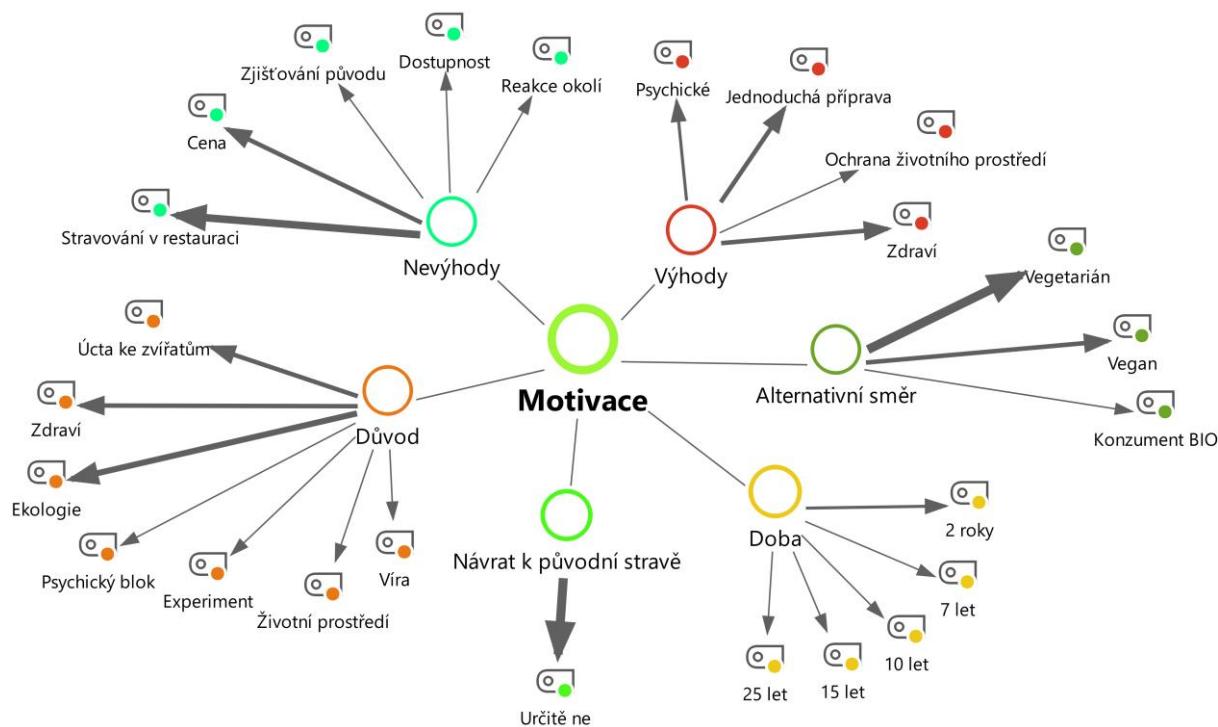 Zjišťování původu
Dostupnost
Reakce okolí
Cena
Stravování v restauraci
Nevýhody
Psychické
Jednoduchá příprava
Ochrana životního prostředí
Zdraví
Výhody
Motivace
Vegetarián
Vegan
Konzument BIO
Alternativní směr
Úcta ke zvířatům
Zdraví
Ekologie
Psychický blok
Experiment
Životní prostředí
Víra
Důvod
Návrat k původní stravě
Určitě ne
Doba
2 roky
7 let
10 let
15 let
25 let